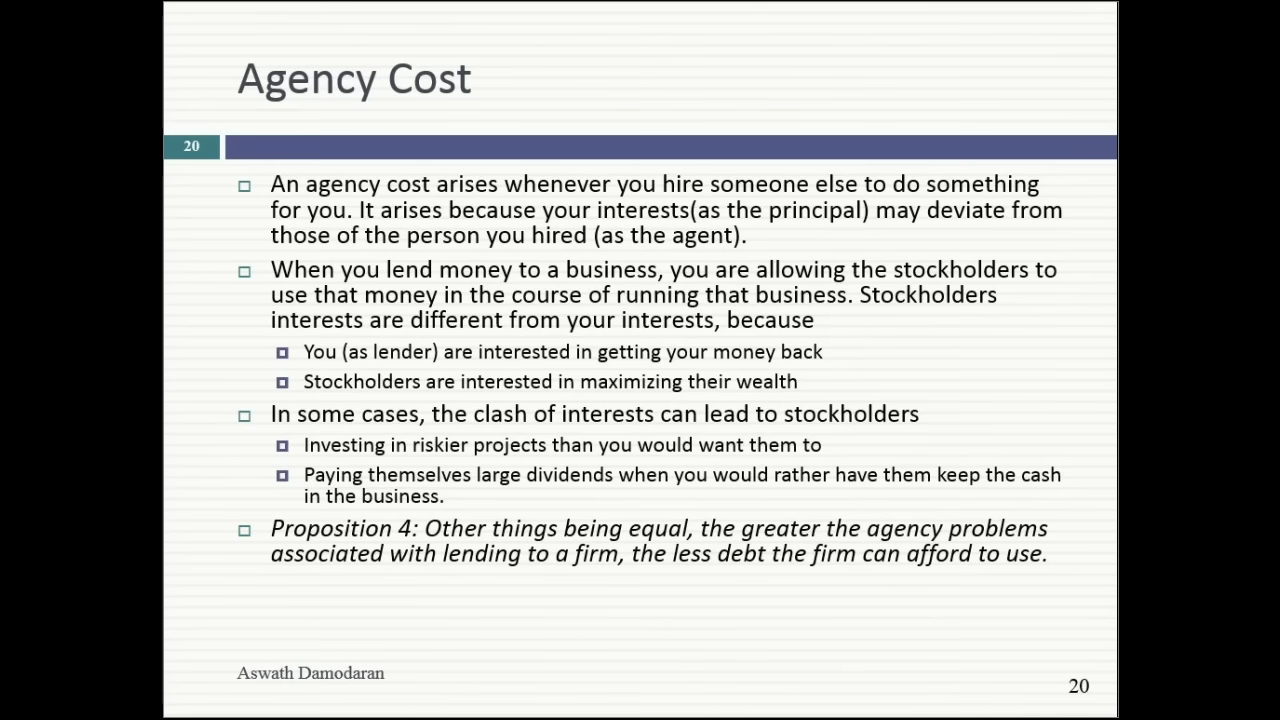 Agency Cost
20
An agency cost arises whenever you hire someone else to do something
for you. It arises because your interests(as the principal) may deviate from
those of the person you hired (as the agent).
When you lend money to a business, you are allowing the stockholders to
use that money in the course of running that business. Stockholders
interests are different from your interests, because
You (as lender) are interested in getting your money back
Stockholders are interested in maximizing their wealth
In some cases, the clash of interests can lead to stockholders
Investing in riskier projects than you would want them to
Paying themselves large dividends when you would rather have them keep the cash
in the business.
Proposition 4: Other things being equal, the greater the agency problems
associated with lending to a firm, the less debt the firm can afford to use.
Aswath Damodaran
20